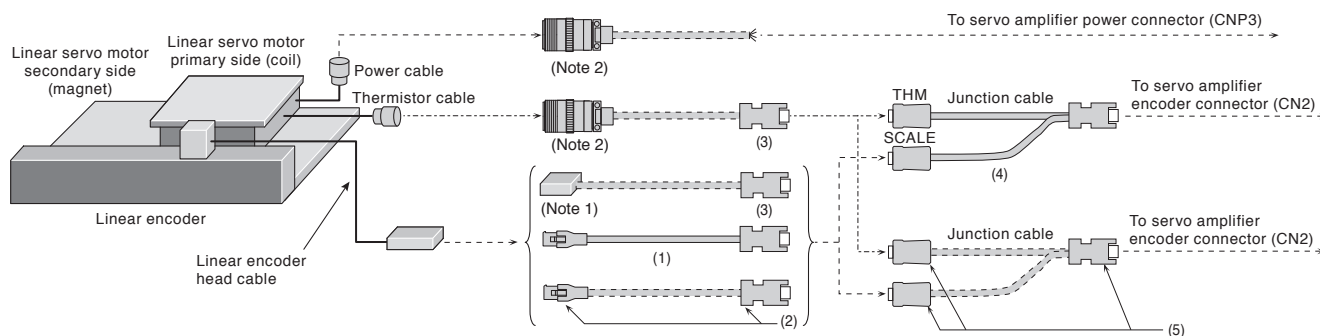 To servo amplifier power connector (CNP3)
Linear servo motor
primary side (coil)
Linear servo motor
secondary side
(magnet)
Power cable
(Note 2)
Thermistor cable
(Note 2)
(3)
THM
Junction cable
To servo amplifier
encoder connector (CN2)
SCALE
(4)
Linear encoder
(Note 1)
(3)
Linear encoder
head cable
(1)
(2)
Junction cable
To servo amplifier
encoder connector (CN2)
(5)